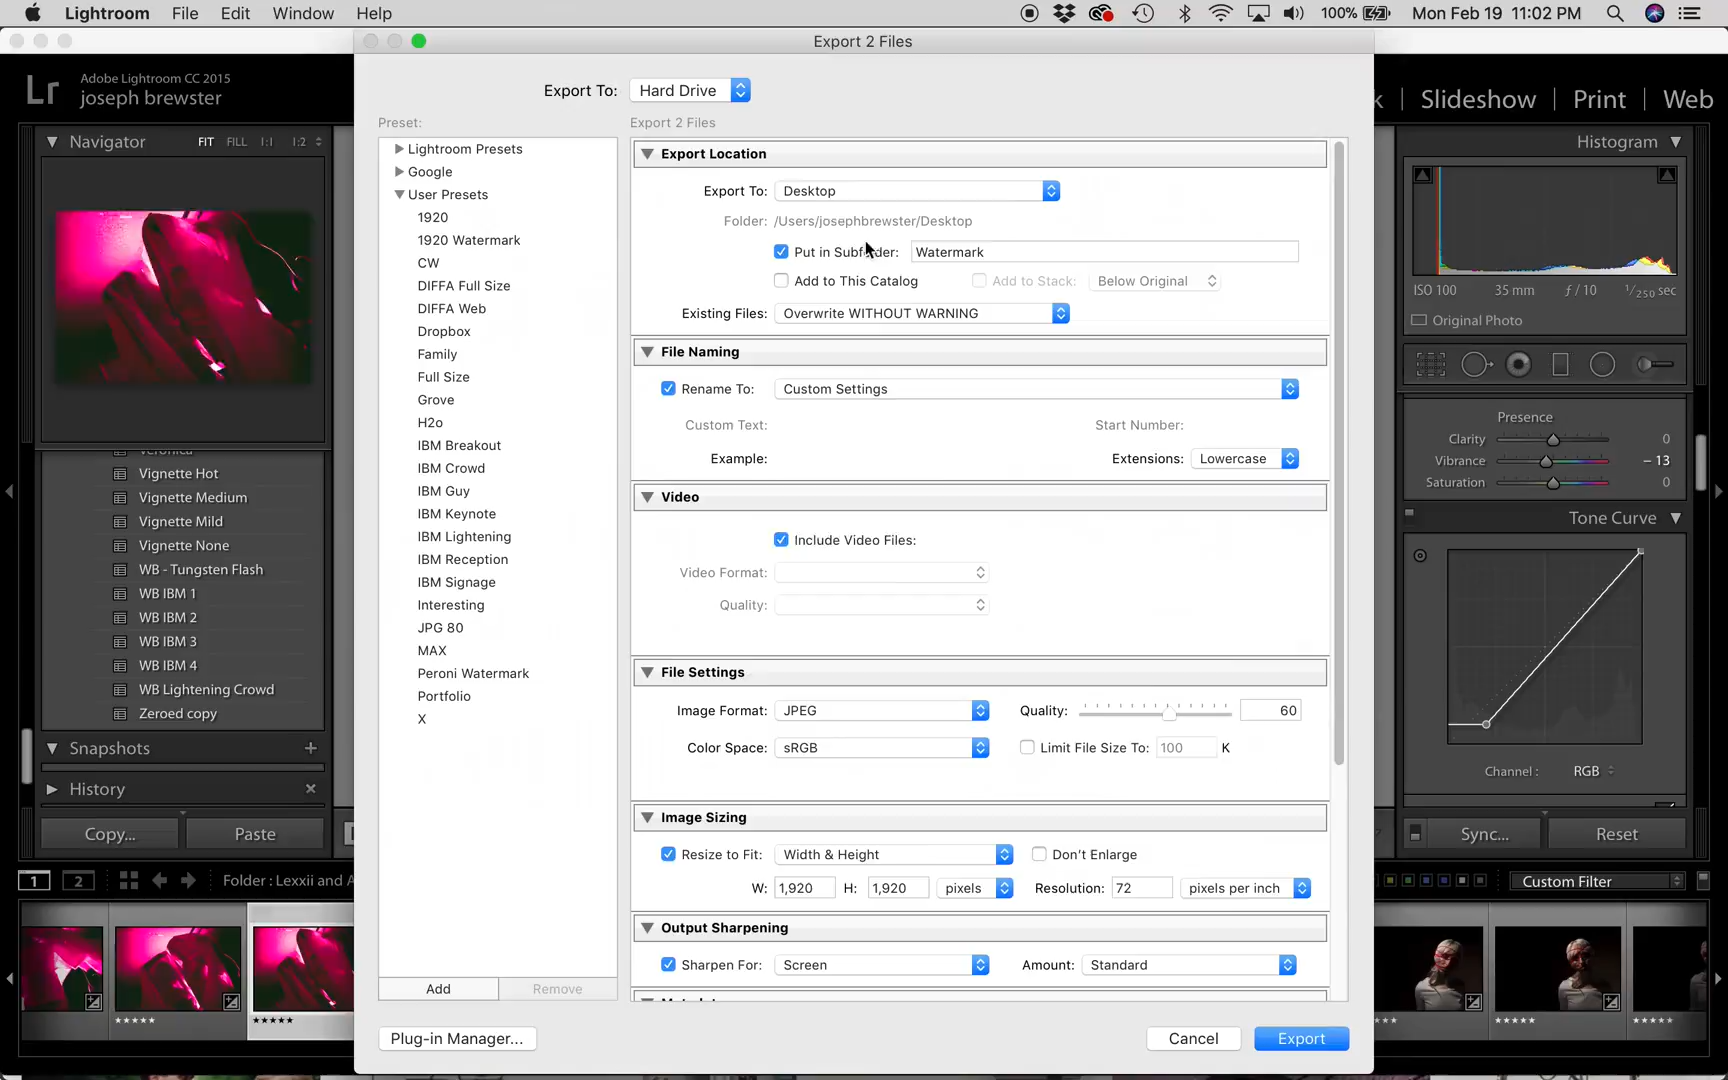 Lightroom File Edit Window Help
100% Mon Feb 19 11:02 PM
Export 2 Files
Adobe Lightroom CC 2015
joseph brewster
Slideshow | Print | Web
Export To: Hard Drive
Preset:
Export 2 Files
Navigator FIT FILL 1:1 1:2
Histogram
Lightroom Presets
Google
User Presets
1920
1920 Watermark
CW
DIFFA Full Size
DIFFA Web
Dropbox
Family
Full Size
Grove
H2o
IBM Breakout
IBM Crowd
IBM Guy
IBM Keynote
IBM Lightening
IBM Reception
IBM Signage
Interesting
JPG 80
MAX
Peroni Watermark
Portfolio
X
Add Remove
Plug-in Manager...
Export Location
Export To: Desktop
Folder: /Users/josephbrewster/Desktop
Put in Subfolder: Watermark
Add to This Catalog Add to Stack: Below Original
Existing Files: Overwrite WITHOUT WARNING
File Naming
Rename To: Custom Settings
Custom Text: Start Number:
Example: Extensions: Lowercase
Video
Include Video Files:
Video Format:
Quality:
File Settings
Image Format: JPEG Quality: 60
Color Space: sRGB Limit File Size To: 100 K
Image Sizing
Resize to Fit: Width & Height Don't Enlarge
W: 1,920 H: 1,920 pixels Resolution: 72 pixels per inch
Output Sharpening
Sharpen For: Screen Amount: Standard
Cancel Export
Veronica
Vignette Hot
Vignette Medium
Vignette Mild
Vignette None
WB - Tungsten Flash
WB IBM 1
WB IBM 2
WB IBM 3
WB IBM 4
WB Lightening Crowd
Zeroed copy
Snapshots
History
Copy... Paste
1 2 Folder : Lexxii and
ISO 100 35 mm ƒ / 10 1/250 sec
Original Photo
Presence
Clarity 0
Vibrance – 13
Saturation 0
Tone Curve
Channel : RGB
Sync... Reset
Custom Filter